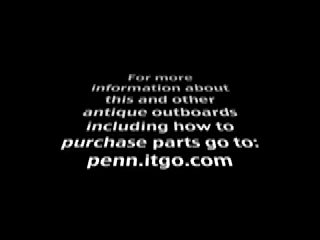 For more
information about
this and other
antique outboards
including how to
purchase parts go to:
penn.itgo.com